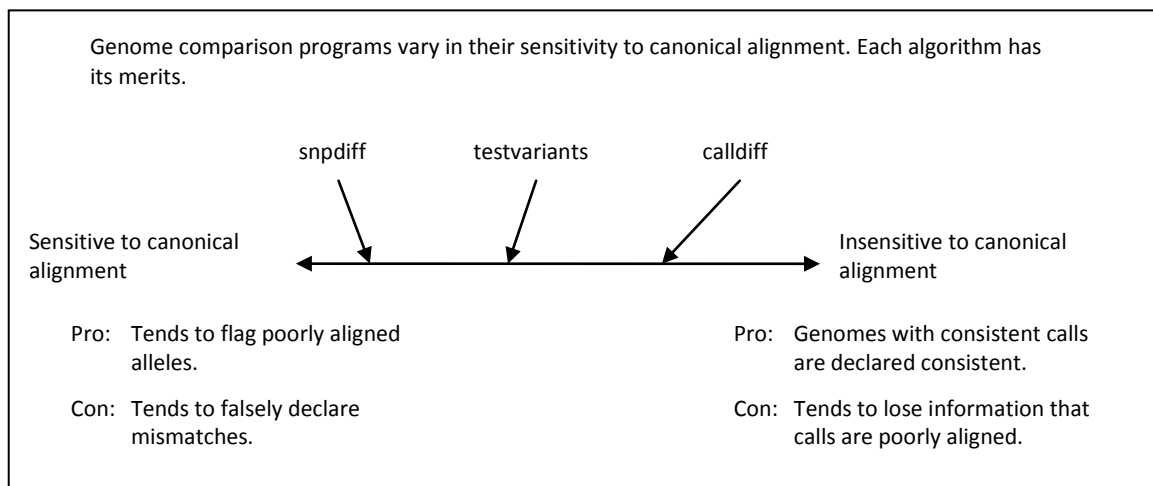 Genome comparison programs vary in their sensitivity to canonical alignment. Each algorithm has
its merits.
snpdiff
testvariants
calldiff
Sensitive to canonical
alignment
Insensitive to canonical
alignment
Pro: Tends to flag poorly aligned
alleles.
Con: Tends to falsely declare
mismatches.
Pro: Genomes with consistent calls
are declared consistent.
Con: Tends to lose information that
calls are poorly aligned.